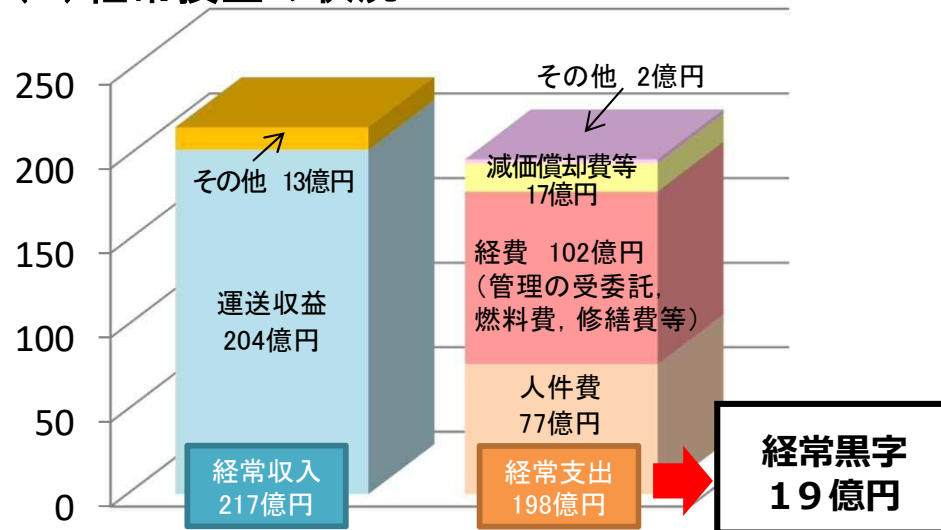 250
200
150
100
50
0
その他 13億円
運送収益
204億円
経常収入
217億円
その他 2億円
減価償却費等
17億円
経費 102億円
（管理の受委託,
燃料費, 修繕費等）
人件費
77億円
経常支出
198億円
経常黒字
１９億円